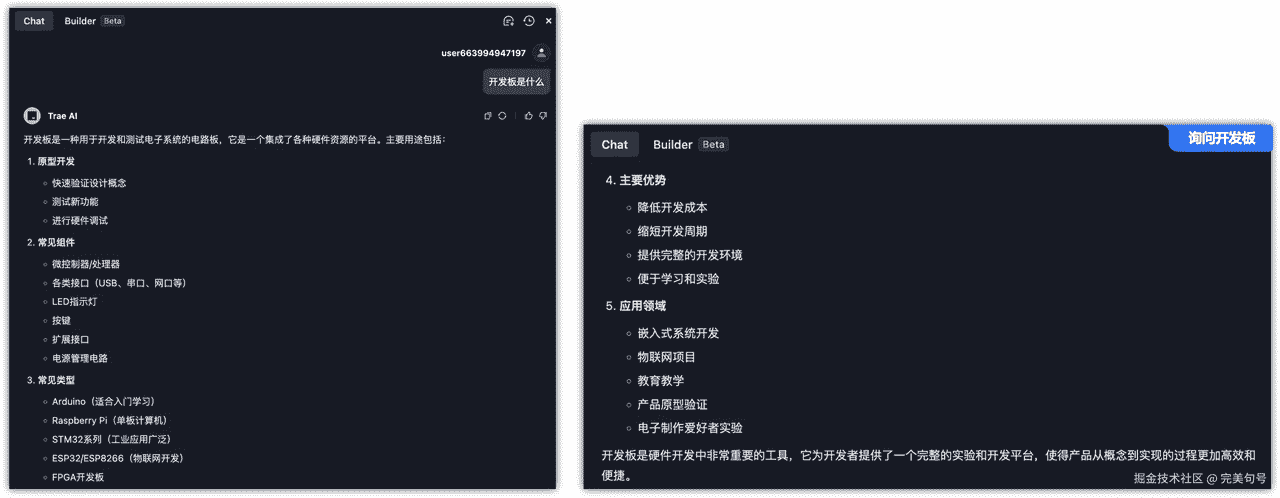 Chat Builder Beta
user663994947197
开发板是什么
Trae AI
开发板是一种用于开发和测试电子系统的电路板，它是一个集成了各种硬件资源的平台。主要用途包括：
1. 原型开发
快速验证设计概念
测试新功能
进行硬件调试
2. 常见组件
微控制器/处理器
各类接口（USB、串口、网口等）
LED指示灯
按键
扩展接口
电源管理电路
3. 常见类型
Arduino（适合入门学习）
Raspberry Pi（单板计算机）
STM32系列（工业应用广泛）
ESP32/ESP8266（物联网开发）
FPGA开发板
询问开发板
Chat Builder Beta
4. 主要优势
降低开发成本
缩短开发周期
提供完整的开发环境
便于学习和实验
5. 应用领域
嵌入式系统开发
物联网项目
教育教学
产品原型验证
电子制作爱好者实验
开发板是硬件开发中非常重要的工具，它为开发者提供了一个完整的实验和开发平台，使得产品从概念到实现的过程更加高效和
便捷。
掘金技术社区 @ 完美句号